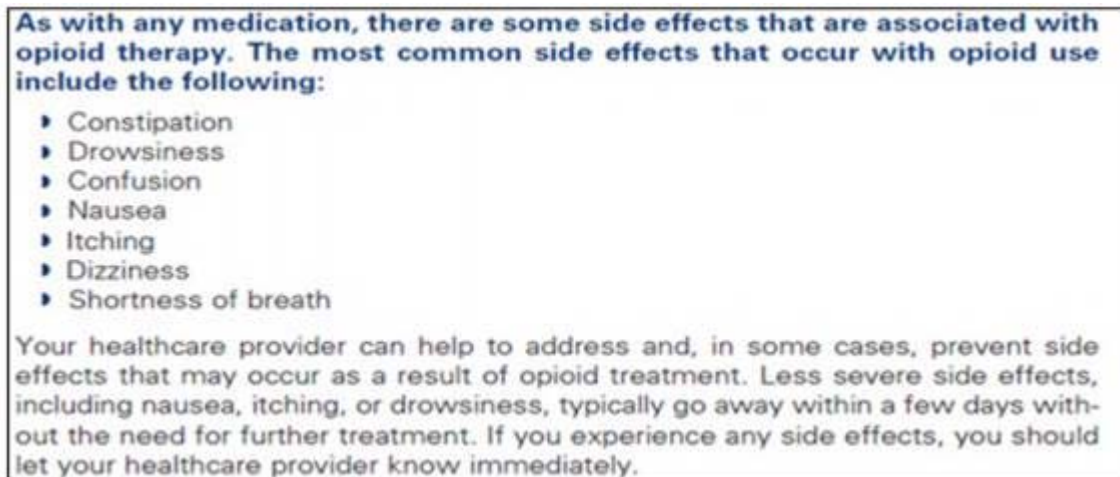 As with any medication, there are some side effects that are associated with
opioid therapy. The most common side effects that occur with opioid use
include the following:
Constipation
Drowsiness
Confusion
Nausea
Itching
Dizziness
Shortness of breath
Your healthcare provider can help to address and, in some cases, prevent side
effects that may occur as a result of opioid treatment. Less severe side effects,
including nausea, itching, or drowsiness, typically go away within a few days with-
out the need for further treatment. If you experience any side effects, you should
let your healthcare provider know immediately.